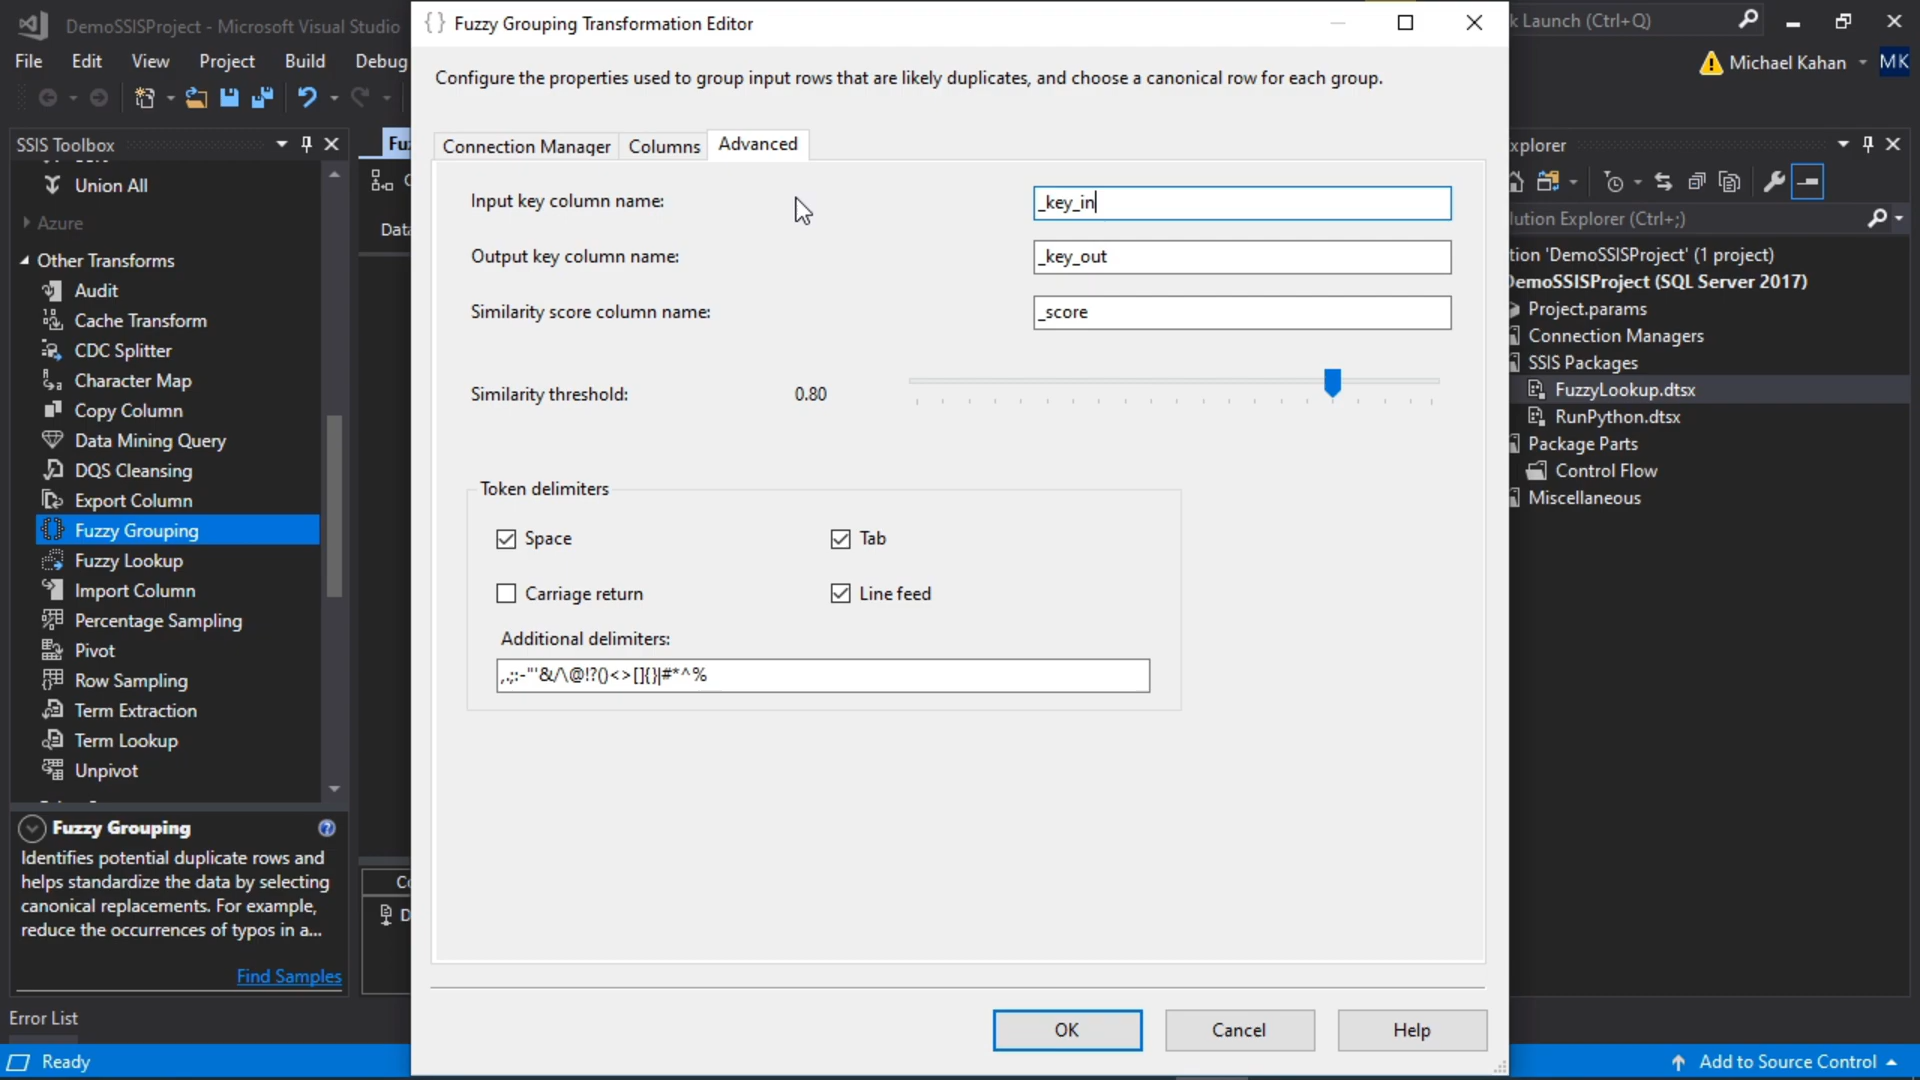 DemoSSISProject - Microsoft Visual Studio
Fuzzy Grouping Transformation Editor
k Launch (Ctrl+Q)
File Edit View Project Build Debug
Michael Kahan MK
Configure the properties used to group input rows that are likely duplicates, and choose a canonical row for each group.
SSIS Toolbox
Union All
Azure
Other Transforms
Audit
Cache Transform
CDC Splitter
Character Map
Copy Column
Data Mining Query
DQS Cleansing
Export Column
Fuzzy Grouping
Fuzzy Lookup
Import Column
Percentage Sampling
Pivot
Row Sampling
Term Extraction
Term Lookup
Unpivot
Fuzzy Grouping
Identifies potential duplicate rows and
helps standardize the data by selecting
canonical replacements. For example,
reduce the occurrences of typos in a...
Find Samples
Error List
Ready
Fu
Dat
Connection Manager Columns Advanced
Input key column name: _key_in
Output key column name: _key_out
Similarity score column name: _score
Similarity threshold: 0.80
Token delimiters
Space Tab
Carriage return Line feed
Additional delimiters:
,.;:-"'&/\@!?()<>[]{}|#*^%
OK Cancel Help
xplorer
lution Explorer (Ctrl+;)
tion 'DemoSSISProject' (1 project)
DemoSSISProject (SQL Server 2017)
Project.params
Connection Managers
SSIS Packages
FuzzyLookup.dtsx
RunPython.dtsx
Package Parts
Control Flow
Miscellaneous
Add to Source Control